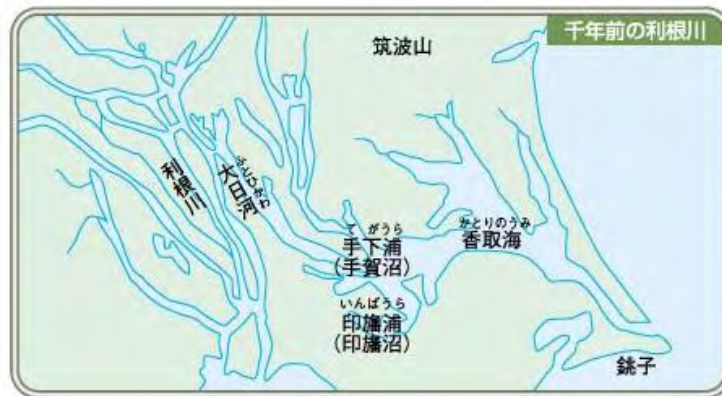 千年前の利根川
筑波山
利根川
大日河
ふとひがわ
てがうら
手下浦
（手賀沼）
かとりのうみ
香取海
いんばうら
印旛浦
（印旛沼）
銚子